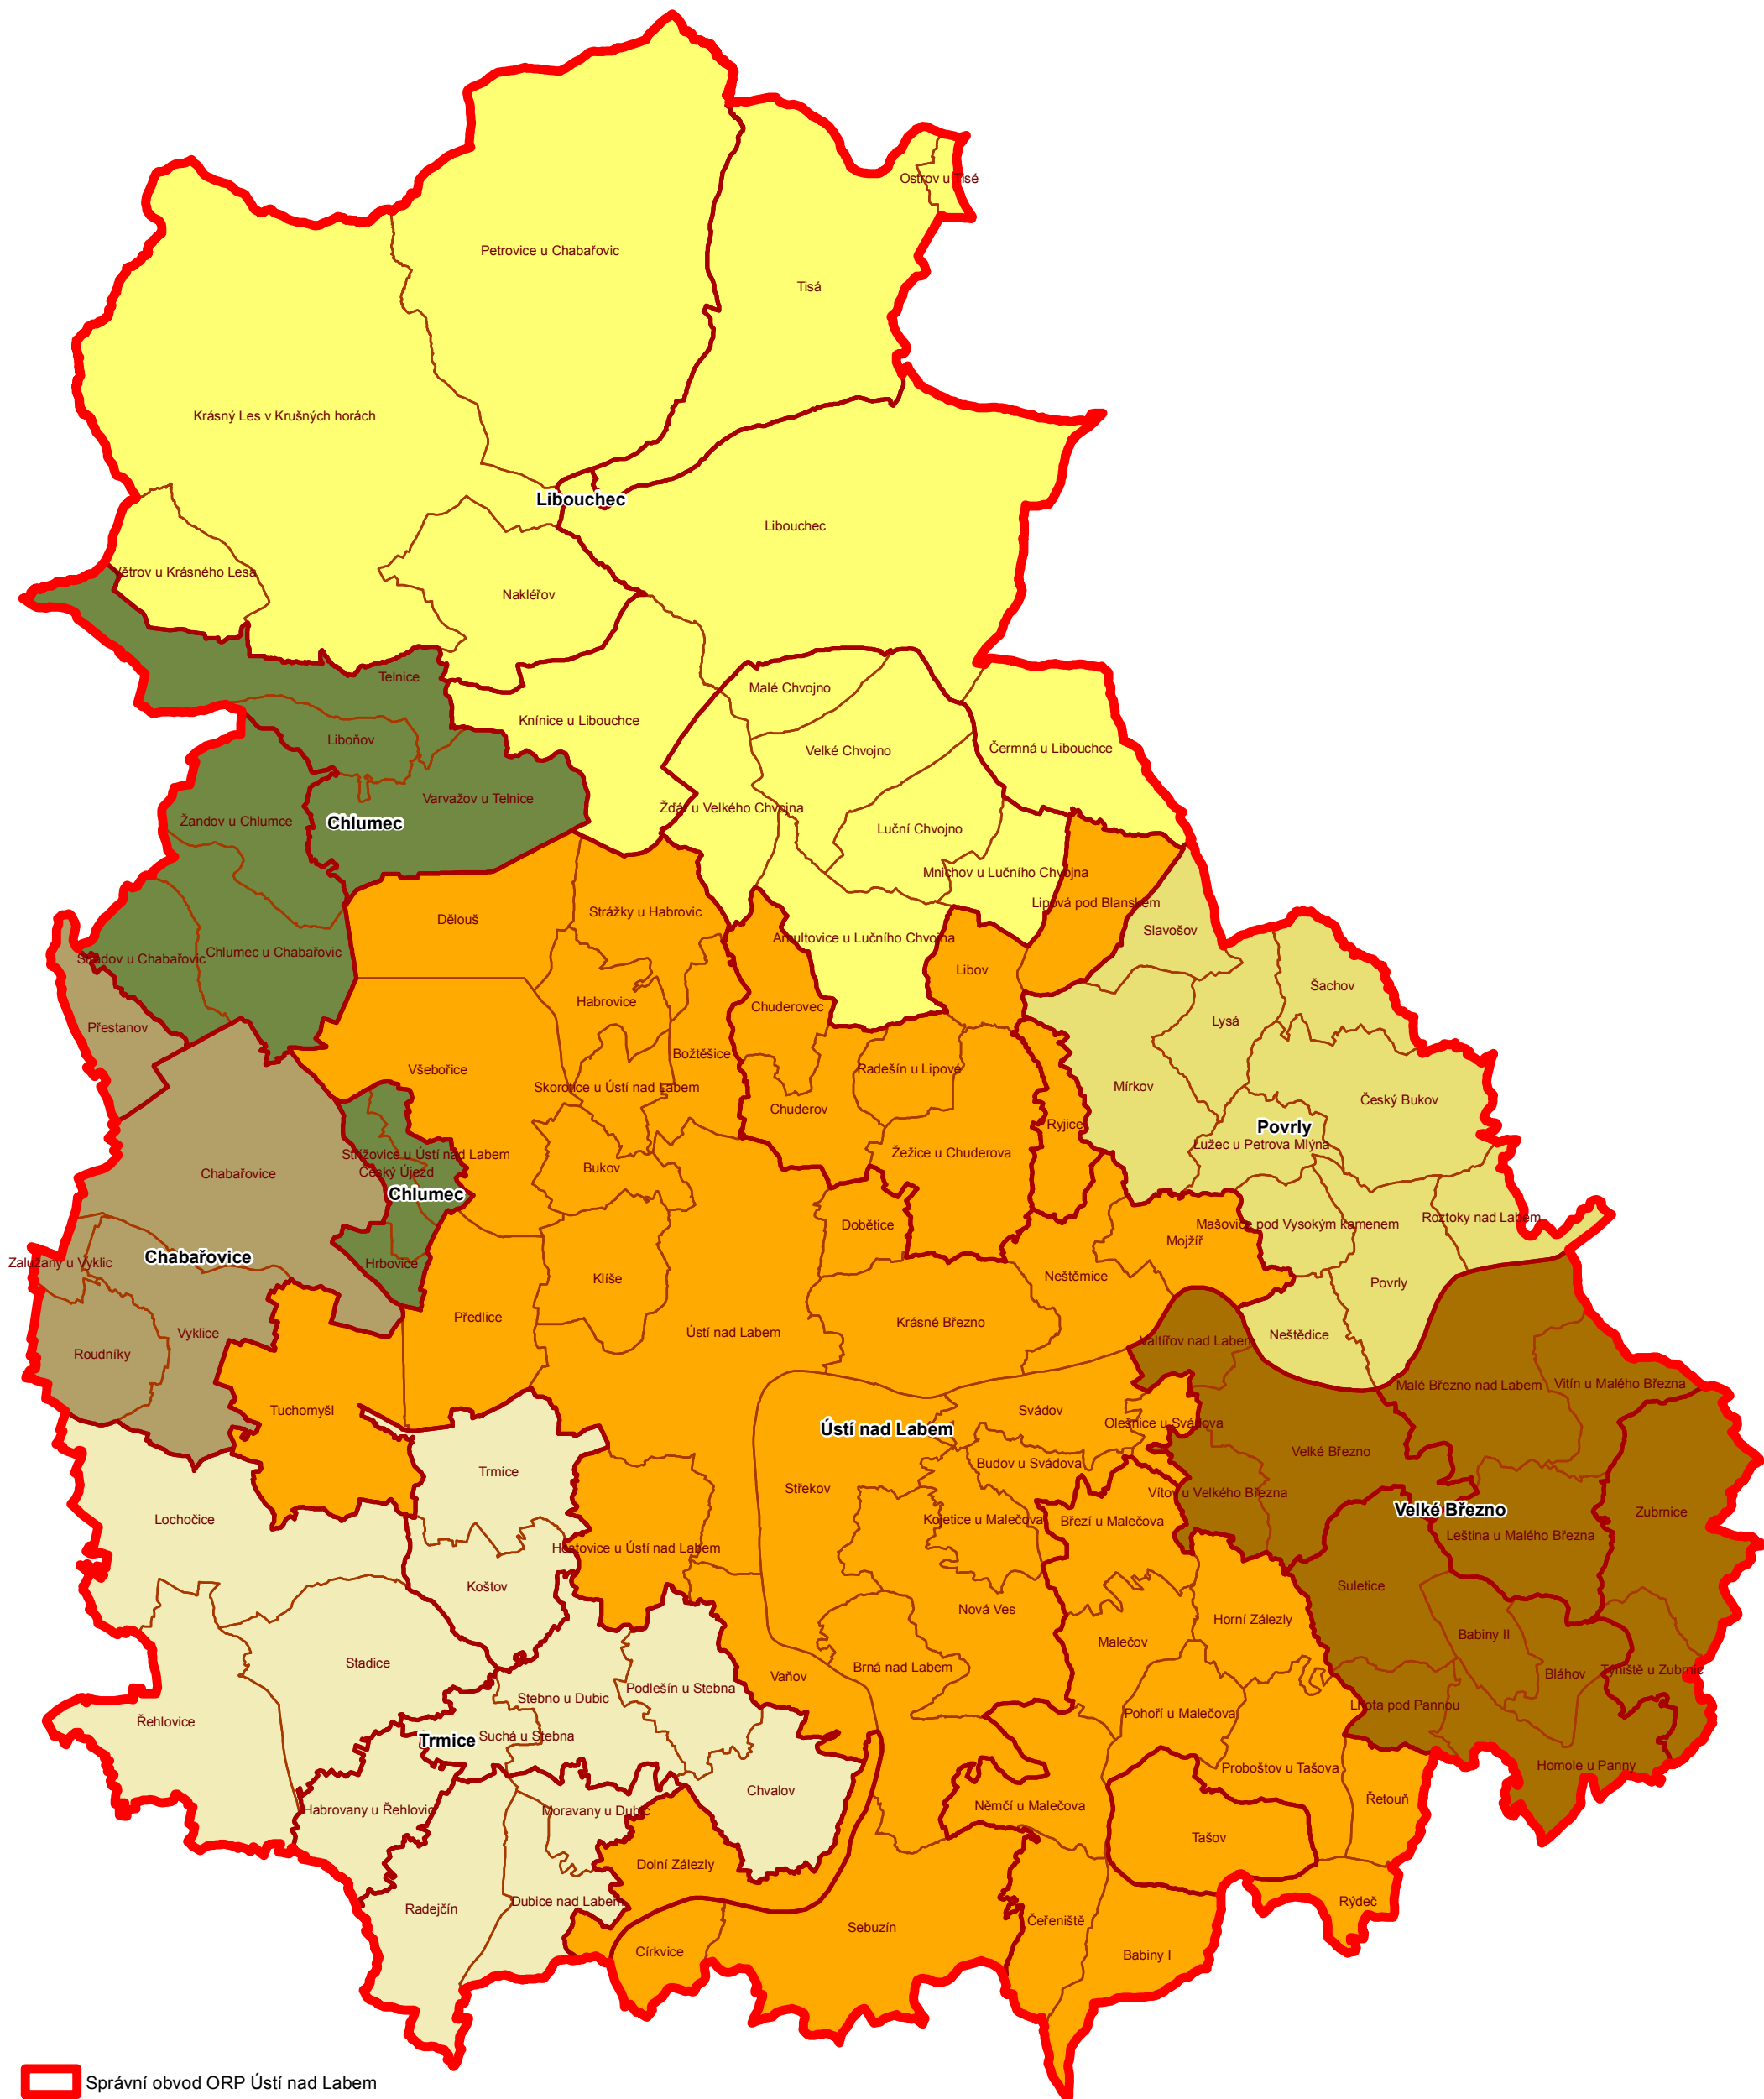 Ostrov u Tisé
Petrovice u Chabařovic
Tisá
Krásný Les v Krušných horách
Libouchec
Libouchec
Větrov u Krásného Lesa
Nakléřov
Telnice
Malé Chvojno
Knínice u Libouchce
Liboňov
Velké Chvojno
Čermná u Libouchce
Varvažov u Telnice
Žďár u Velkého Chvojna
Žandov u Chlumce
Chlumec
Luční Chvojno
Mnichov u Lučního Chvojna
Lipová pod Blanskem
Dělouš
Strážky u Habrovic
Slavošov
Arnultovice u Lučního Chvojna
Stradov u Chabařovic
Chlumec u Chabařovic
Libov
Šachov
Habrovice
Chuderovec
Lysá
Přestanov
Božtěšice
Všebořice
Radešín u Lipové
Skorotice u Ústí nad Labem
Mírkov
Český Bukov
Chuderov
Ryjice
Povrly
Lužec u Petrova Mlýna
Střížovice u Ústí nad Labem
Žežice u Chuderova
Bukov
Chabařovice
Český Újezd
Chlumec
Roztoky nad Labem
Dobětice
Mašovice pod Vysokým kamenem
Mojžíř
Chabařovice
Zalužany u Vyklic
Hrbovice
Klíše
Neštěmice
Povrly
Předlice
Krásné Březno
Ústí nad Labem
Vyklice
Neštědice
Valtířov nad Labem
Roudníky
Malé Březno nad Labem
Vitín u Malého Března
Tuchomyšl
Svádov
Olešnice u Svádova
Ústí nad Labem
Velké Březno
Budov u Svádova
Trmice
Střekov
Vítov u Velkého Března
Velké Březno
Zubrnice
Lochočice
Kojetice u Malečova
Březí u Malečova
Leština u Malého Března
Hostovice u Ústí nad Labem
Koštov
Suletice
Nová Ves
Horní Zálezly
Babiny II
Malečov
Stadice
Brná nad Labem
Týniště u Zubrnic
Vaňov
Bláhov
Podlešín u Stebna
Stebno u Dubic
Lhota pod Pannou
Pohoří u Malečova
Řehlovice
Suchá u Stebna
Trmice
Homole u Panny
Proboštov u Tašova
Chvalov
Řetouň
Němčí u Malečova
Habrovany u Řehlovic
Moravany u Dubic
Tašov
Dolní Zálezly
Dubice nad Labem
Rýdeč
Radejčín
Čeřeniště
Sebuzín
Církvice
Babiny I
Správní obvod ORP Ústí nad Labem